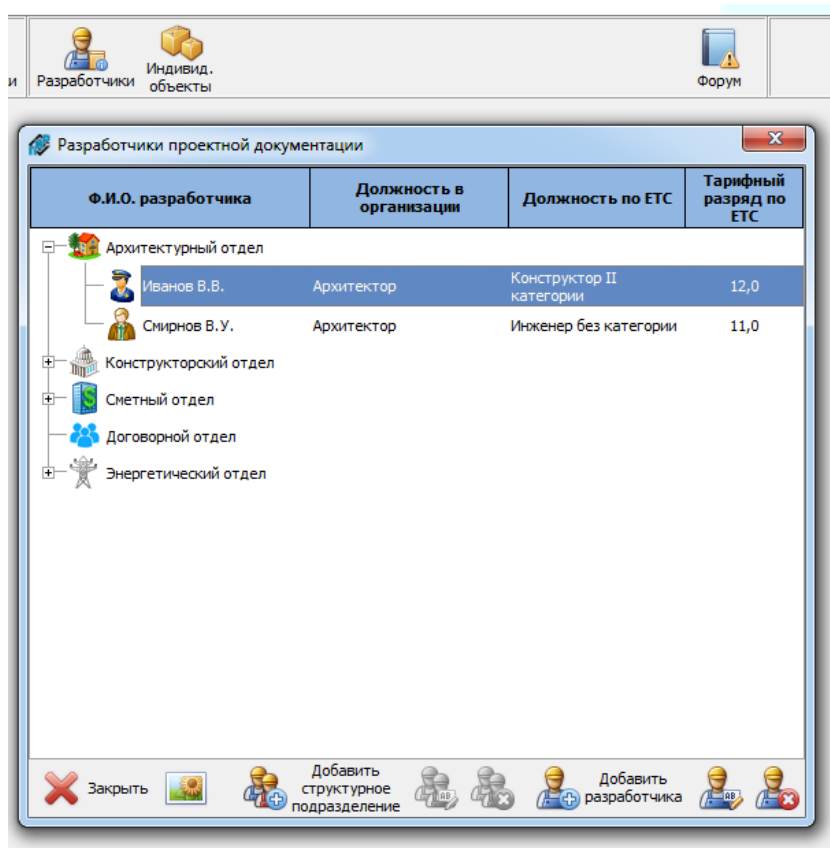 и
Разработчики
Индивид.
объекты
Форум
Разработчики проектной документации
Ф.И.О. разработчика
Должность в
организации
Должность по ЕТС
Тарифный
разряд по
ЕТС
Архитектурный отдел
Иванов В.В. Архитектор Конструктор II
категории 12,0
Смирнов В.У. Архитектор Инженер без категории 11,0
Конструкторский отдел
Сметный отдел
Договорной отдел
Энергетический отдел
Закрыть
Добавить
структурное
подразделение
Добавить
разработчика